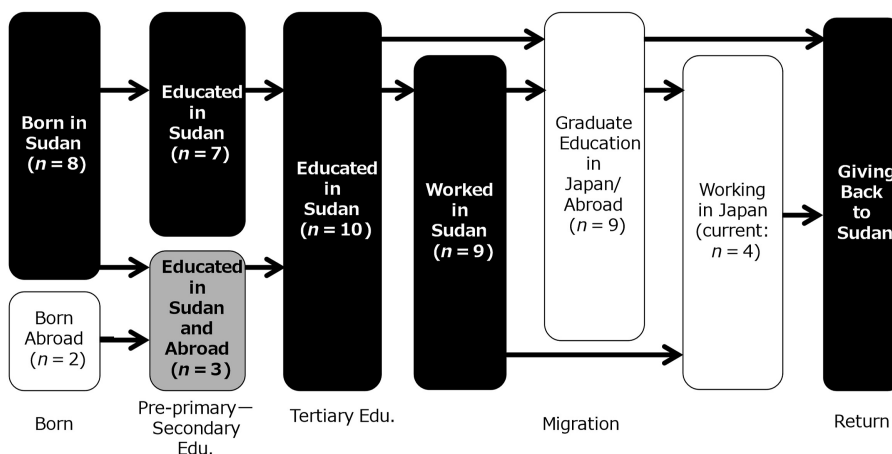 Born in
Sudan
(n = 8)
Born
Abroad
(n = 2)
Born
Educated
in
Sudan
(n = 7)
Educated
in
Sudan
and
Abroad
(n = 3)
Pre-primary—
Secondary
Edu.
Educated
in
Sudan
(n = 10)
Tertiary Edu.
Worked
in
Sudan
(n = 9)
Graduate
Education
in
Japan/
Abroad
(n = 9)
Working
in Japan
(current:
n = 4)
Migration
Giving
Back
to
Sudan
Return